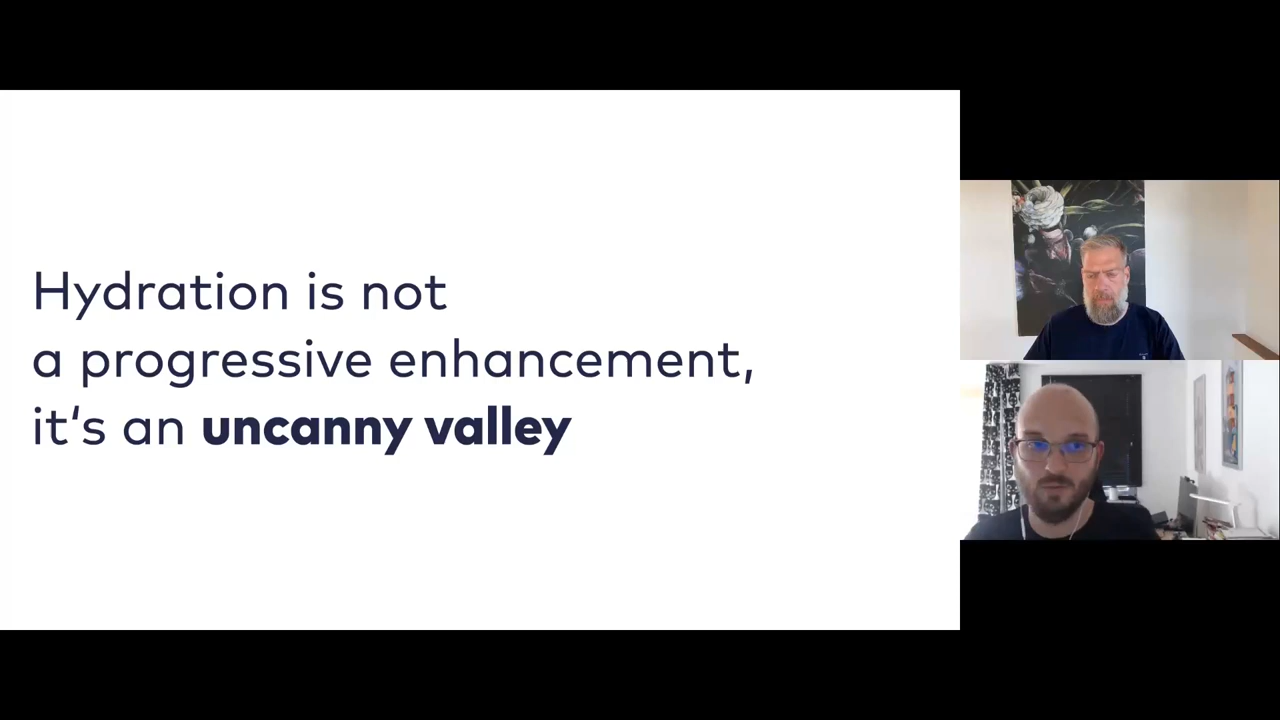 Hydration is not
a progressive enhancement,
it‘s an uncanny valley